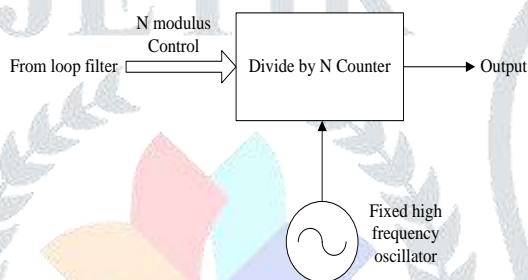 N modulus
Control
From loop filter
Divide by N Counter
Output
Fixed high
frequency
oscillator